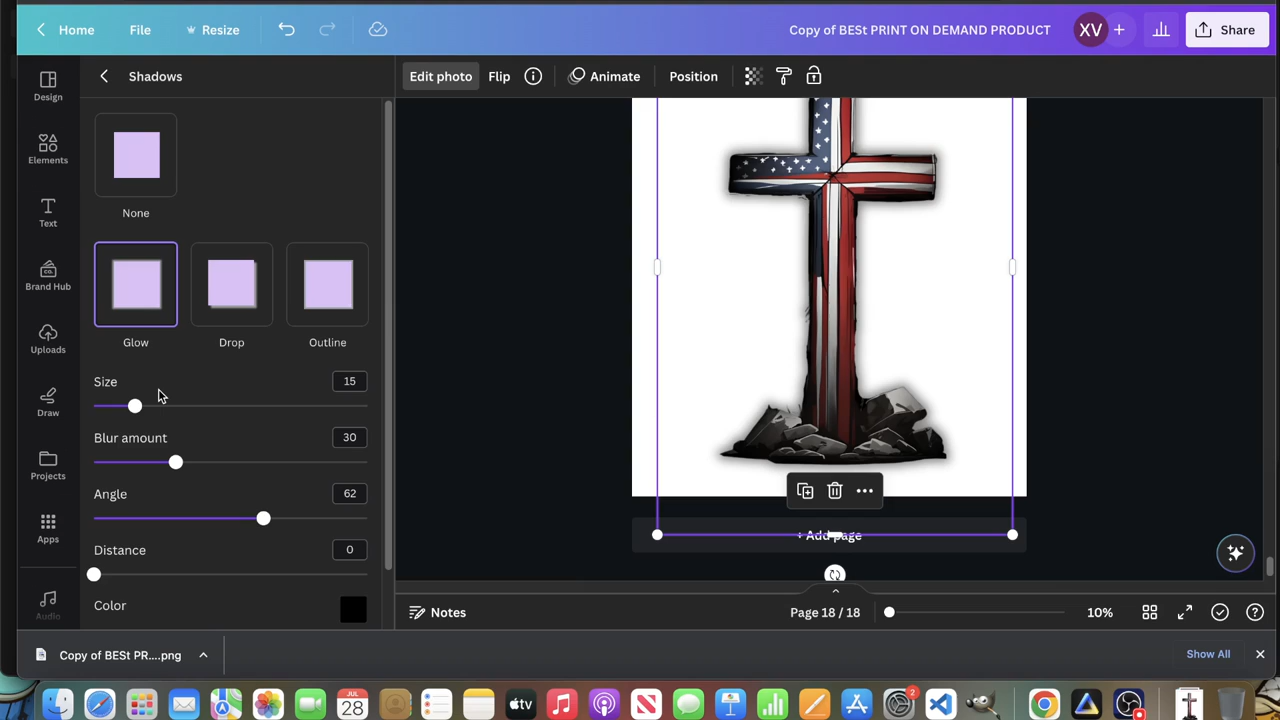 Home File Resize Copy of BESt PRINT ON DEMAND PRODUCT XV + Share
Design
Elements
Text
Brand Hub
Uploads
Draw
Projects
Apps
Audio
Shadows
None
Glow Drop Outline
Size 15
Blur amount 30
Angle 62
Distance 0
Color
Edit photo Flip Animate Position
+ Add page
Notes Page 18 / 18 10%
Copy of BESt PR....png Show All
JUL
28
tv
2